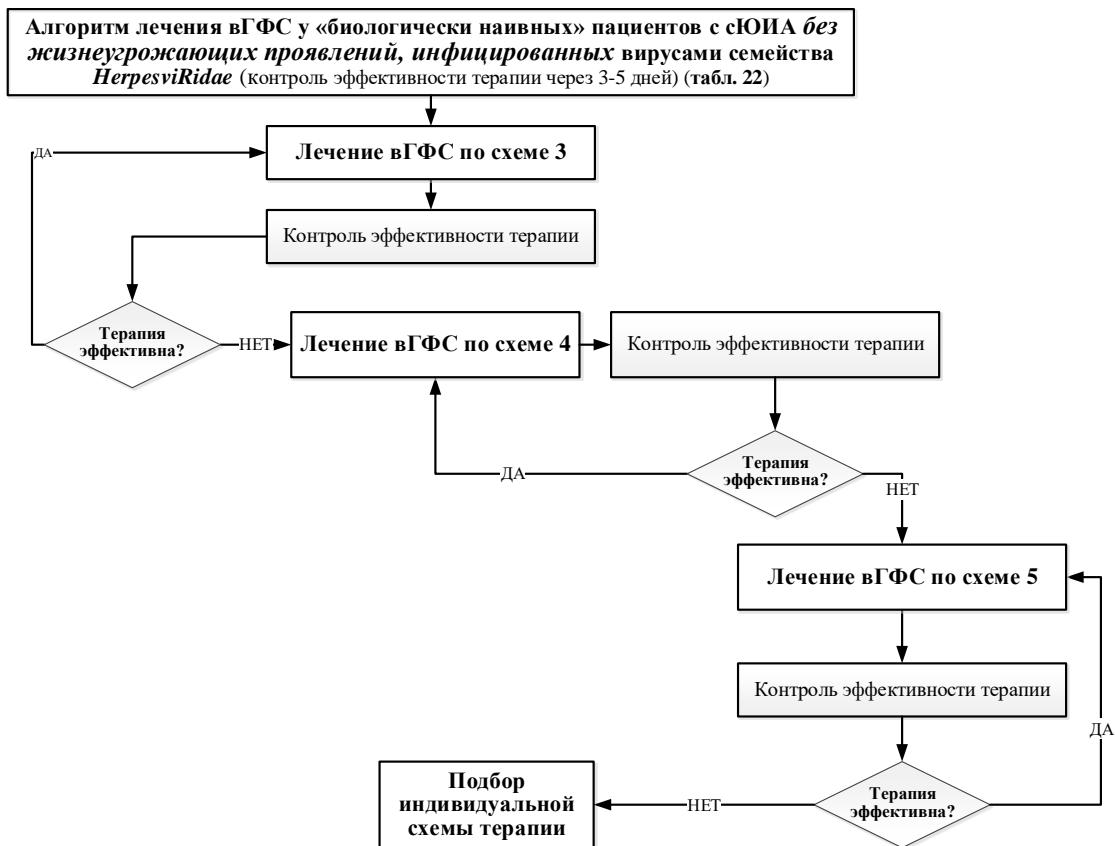 Алгоритм лечения вГФС у «биологически наивных» пациентов с сЮИА без
жизнеугрожающих проявлений, инфицированных вирусами семейства
HerpesviRidae (контроль эффективности терапии через 3-5 дней) (табл. 22)
Лечение вГФС по схеме 3
ДА
Контроль эффективности терапии
Терапия
эффективна?
НЕТ
Лечение вГФС по схеме 4
Контроль эффективности терапии
Терапия
эффективна?
ДА
НЕТ
Лечение вГФС по схеме 5
Контроль эффективности терапии
ДА
Терапия
эффективна?
НЕТ
Подбор
индивидуальной
схемы терапии